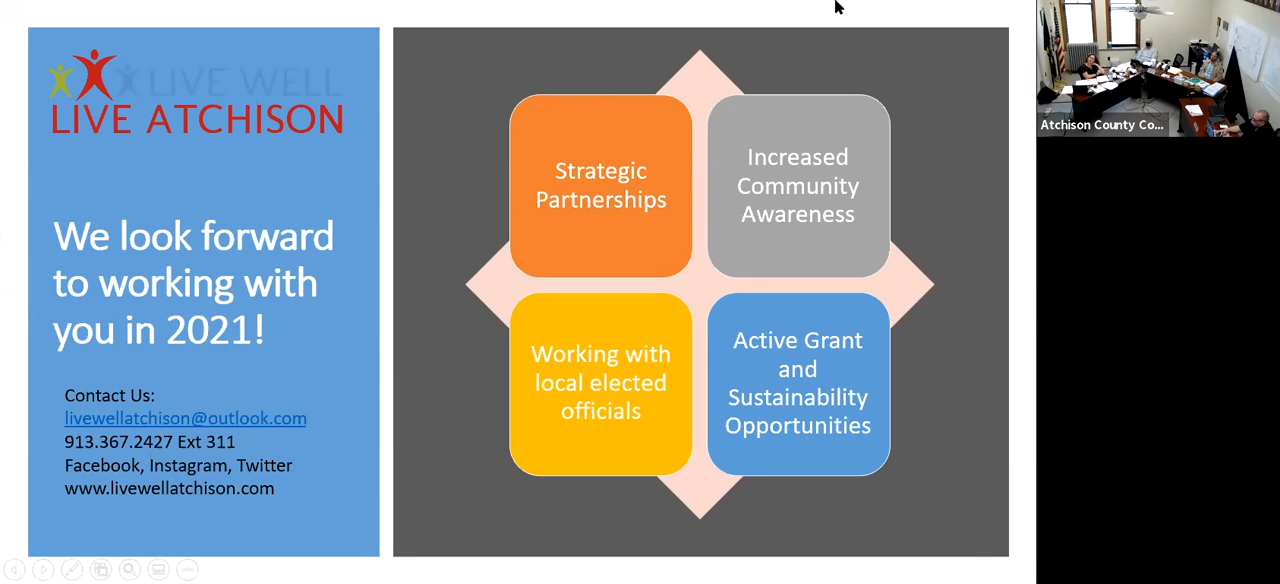 LIVE WELL
LIVE ATCHISON
We look forward
to working with
you in 2021!
Contact Us:
livewellatchison@outlook.com
913.367.2427 Ext 311
Facebook, Instagram, Twitter
www.livewellatchison.com
Strategic
Partnerships
Increased
Community
Awareness
Working with
local elected
officials
Active Grant
and
Sustainability
Opportunities
Atchison County Co...